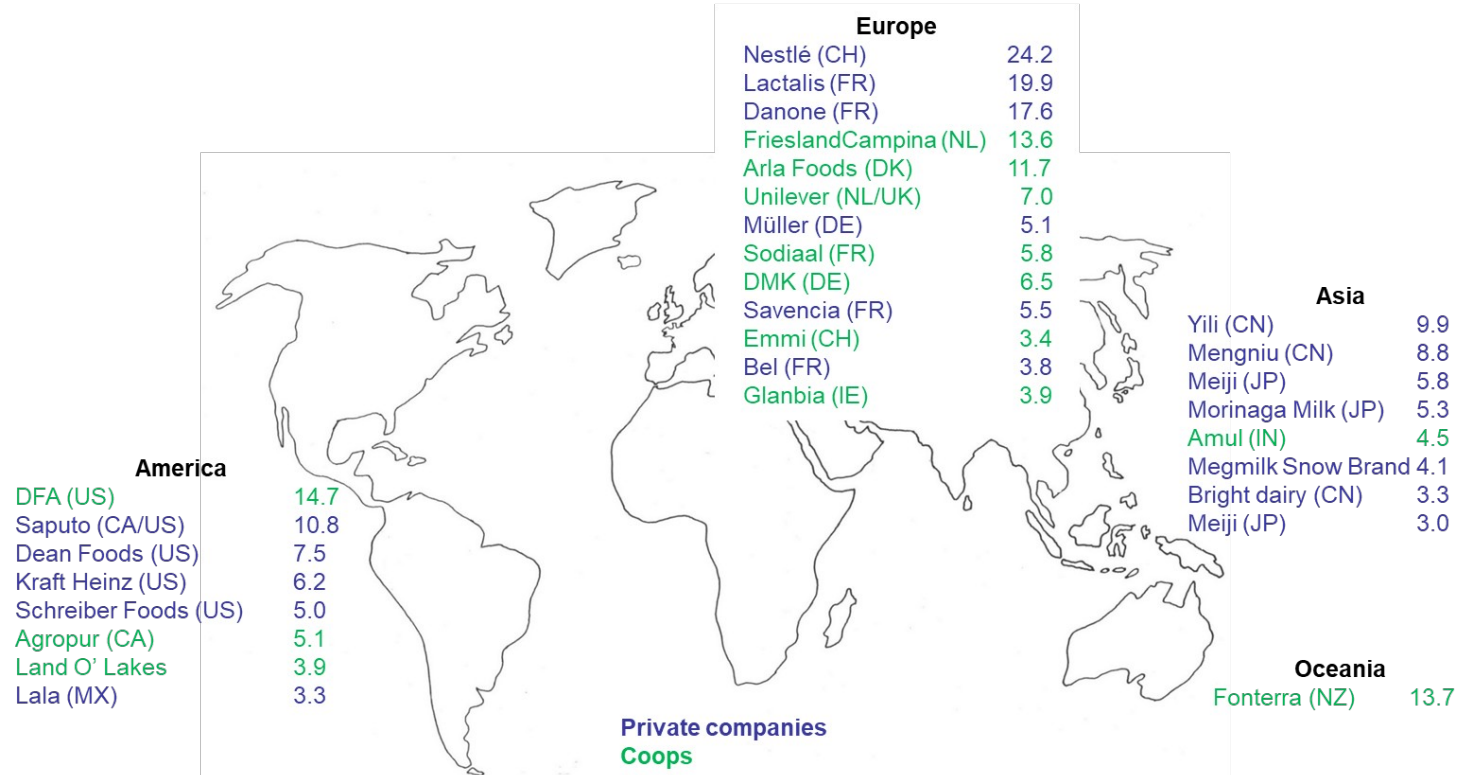 Europe
Nestlé (CH) 24.2
Lactalis (FR) 19.9
Danone (FR) 17.6
FrieslandCampina (NL) 13.6
Arla Foods (DK) 11.7
Unilever (NL/UK) 7.0
Müller (DE) 5.1
Sodiaal (FR) 5.8
DMK (DE) 6.5
Savencia (FR) 5.5
Emmi (CH) 3.4
Bel (FR) 3.8
Glanbia (IE) 3.9
Asia
Yili (CN) 9.9
Mengniu (CN) 8.8
Meiji (JP) 5.8
Morinaga Milk (JP) 5.3
Amul (IN) 4.5
Megmilk Snow Brand 4.1
Bright dairy (CN) 3.3
Meiji (JP) 3.0
America
DFA (US) 14.7
Saputo (CA/US) 10.8
Dean Foods (US) 7.5
Kraft Heinz (US) 6.2
Schreiber Foods (US) 5.0
Agropur (CA) 5.1
Land O’ Lakes 3.9
Lala (MX) 3.3
Oceania
Fonterra (NZ) 13.7
Private companies
Coops